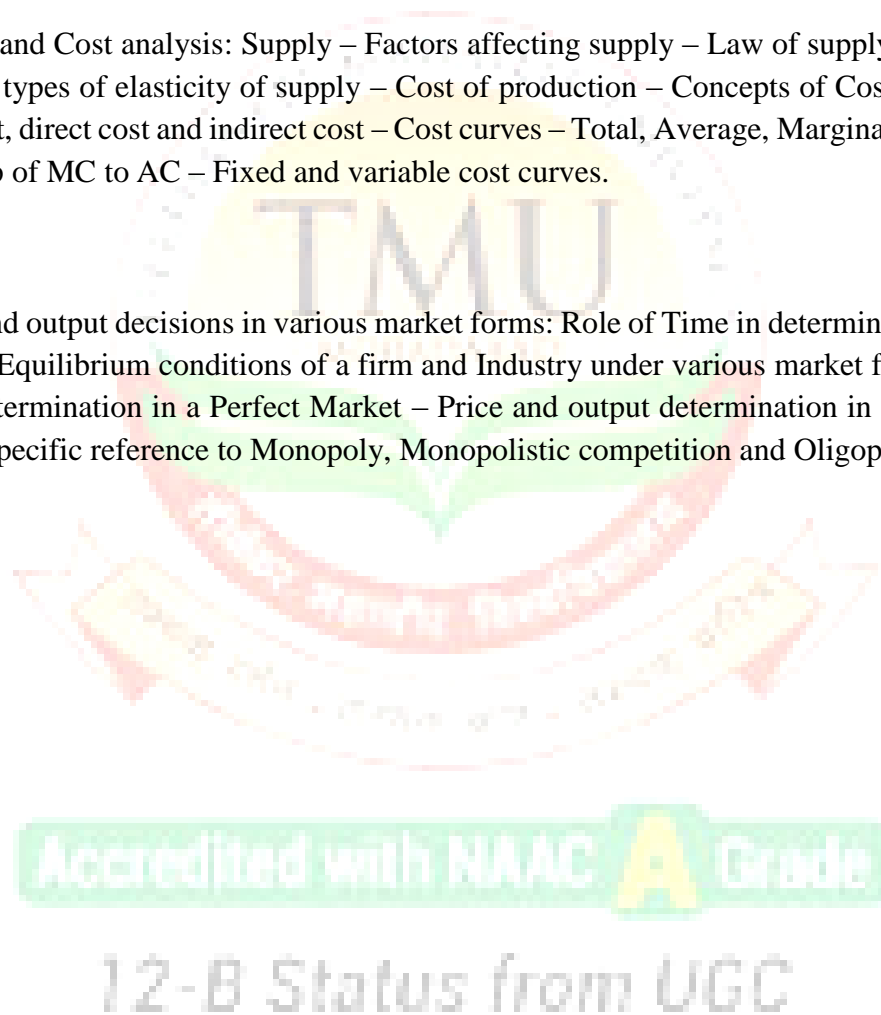 and Cost analysis: Supply – Factors affecting supply – Law of supply
types of elasticity of supply – Cost of production – Concepts of Cos
t, direct cost and indirect cost – Cost curves – Total, Average, Margina
of MC to AC – Fixed and variable cost curves.
TMU
nd output decisions in various market forms: Role of Time in determin
Equilibrium conditions of a firm and Industry under various market f
termination in a Perfect Market – Price and output determination in
pecific reference to Monopoly, Monopolistic competition and Oligop
Accredited with NAAC A Grade
12-B Status from UGC